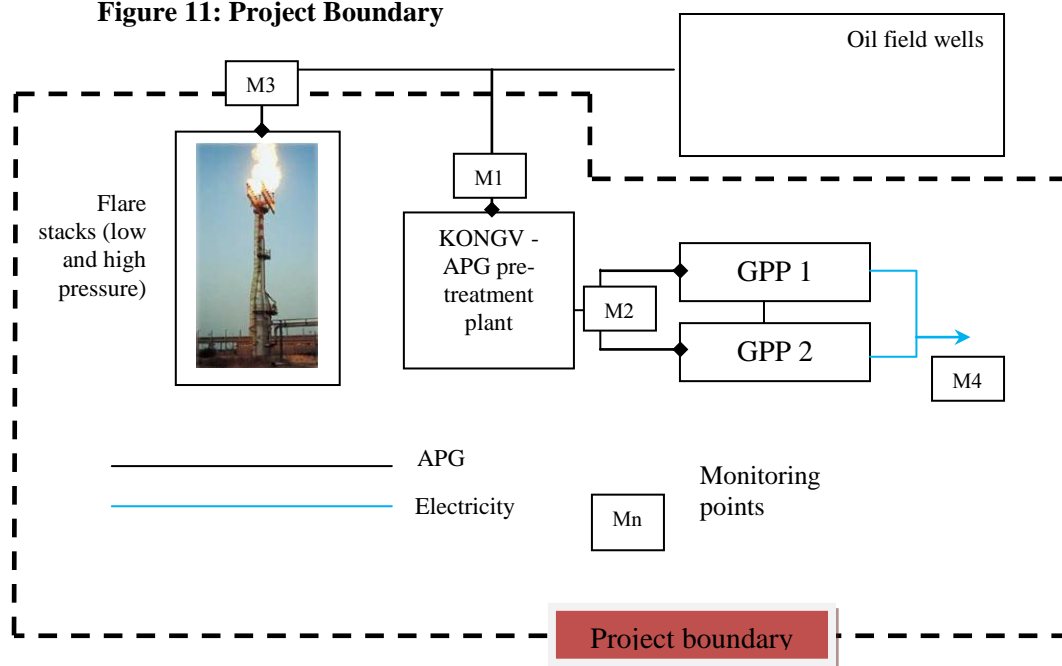 Figure 11: Project Boundary
Oil field wells
M3
M1
Flare
stacks (low
and high
pressure)
KONGV -
APG pre-
treatment
plant
GPP 1
M2
GPP 2
M4
APG
Electricity
Mn
Monitoring
points
Project boundary